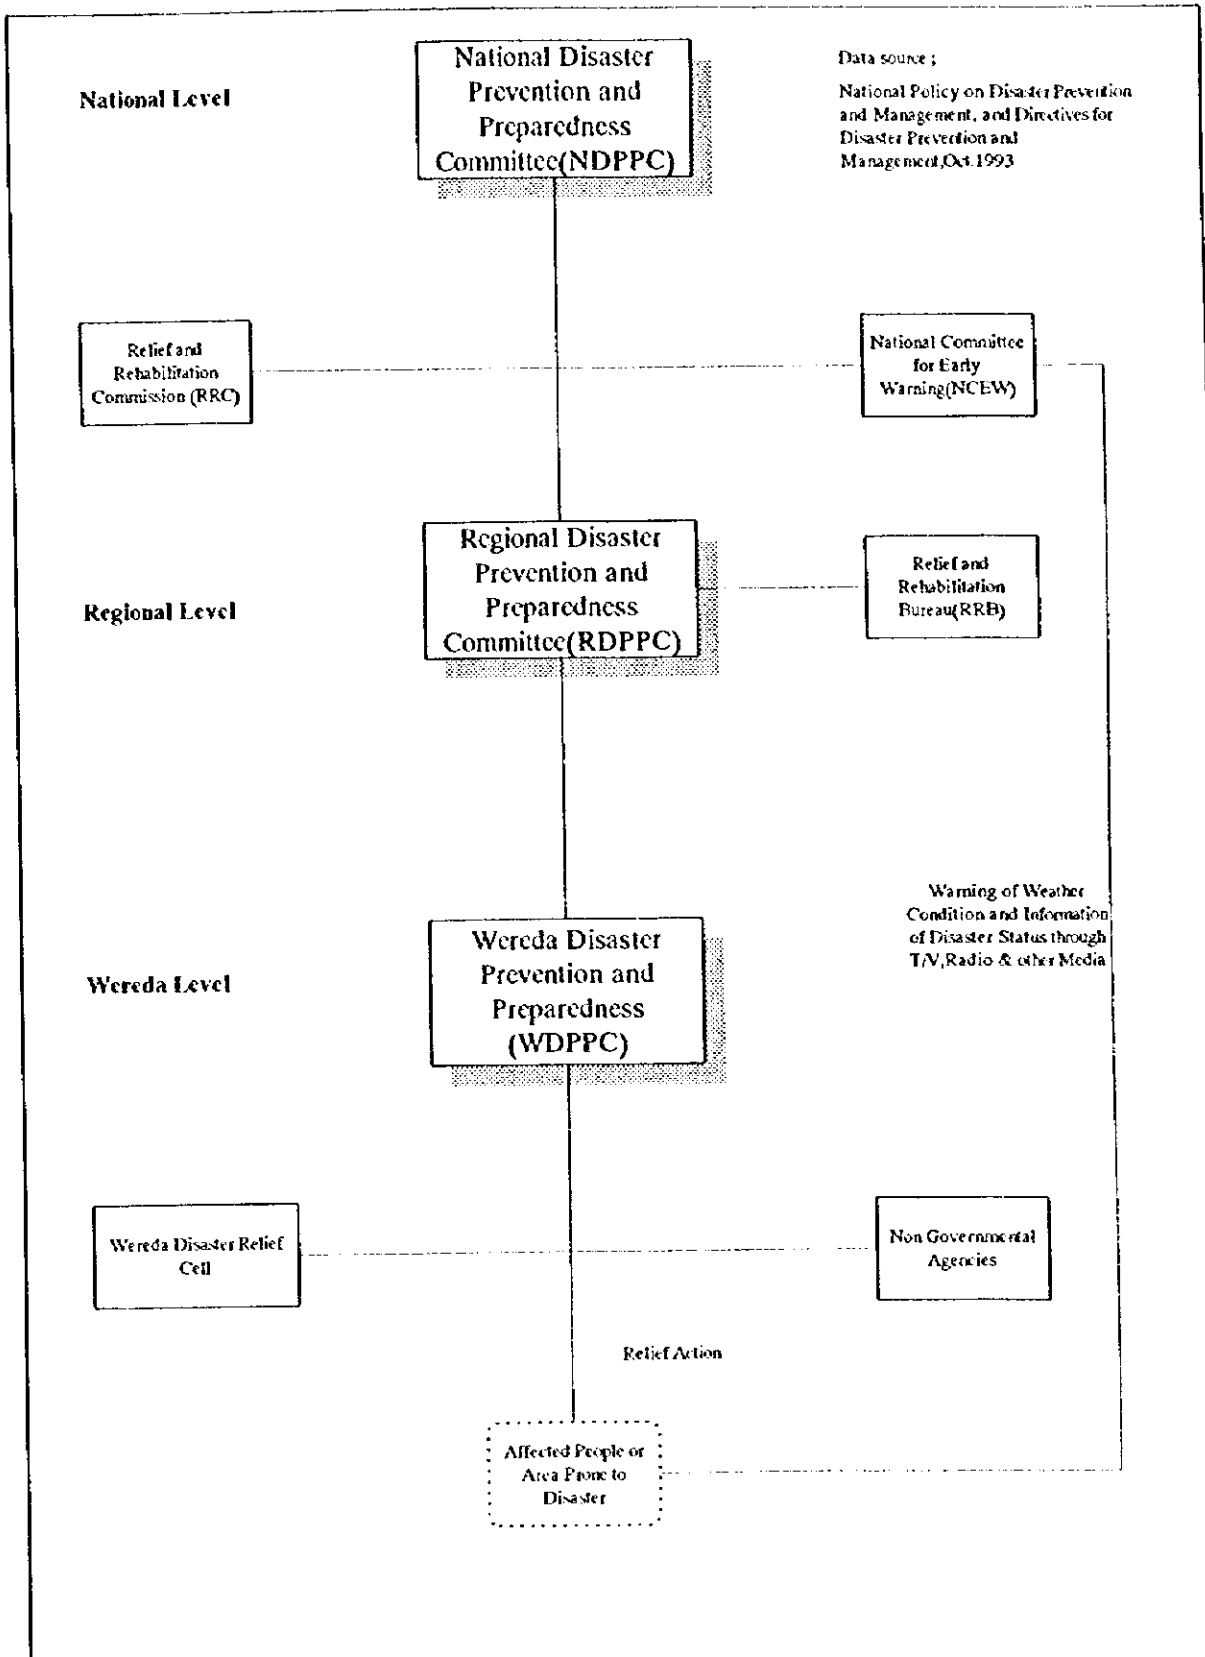 National Level
National Disaster
Prevention and
Preparedness
Committee(NDPPC)
Data source ;
National Policy on Disaster Prevention
and Management, and Directives for
Disaster Prevention and
Management,Oct.1993
Relief and
Rehabilitation
Commission (RRC)
National Committee
for Early
Warning(NCEW)
Regional Level
Regional Disaster
Prevention and
Preparedness
Committee(RDPPC)
Relief and
Rehabilitation
Bureau(RRB)
Warning of Weather
Condition and Information
of Disaster Status through
T/V,Radio & other Media
Wereda Level
Wereda Disaster
Prevention and
Preparedness
(WDPPC)
Wereda Disaster Relief
Cell
Non Governmental
Agencies
Relief Action
Affected People or
Area Prone to
Disaster